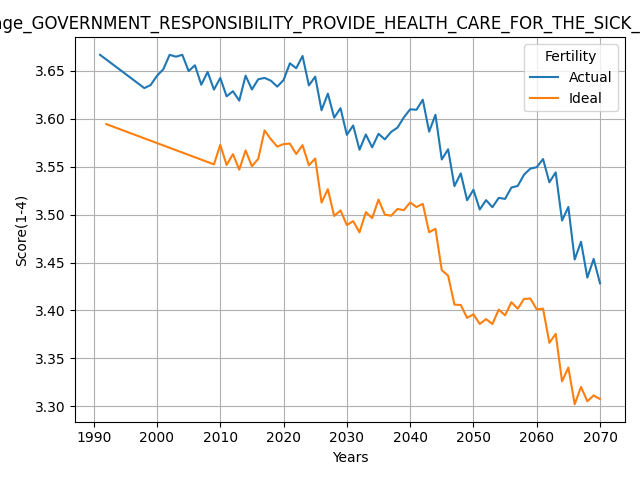 ge_GOVERNMENT_RESPONSIBILITY_PROVIDE_HEALTH_CARE_FOR_THE_SICK_
Fertility
Actual
Ideal
Score(1-4)
3.65
3.60
3.55
3.50
3.45
3.40
3.35
3.30
1990 2000 2010 2020 2030 2040 2050 2060 2070
Years